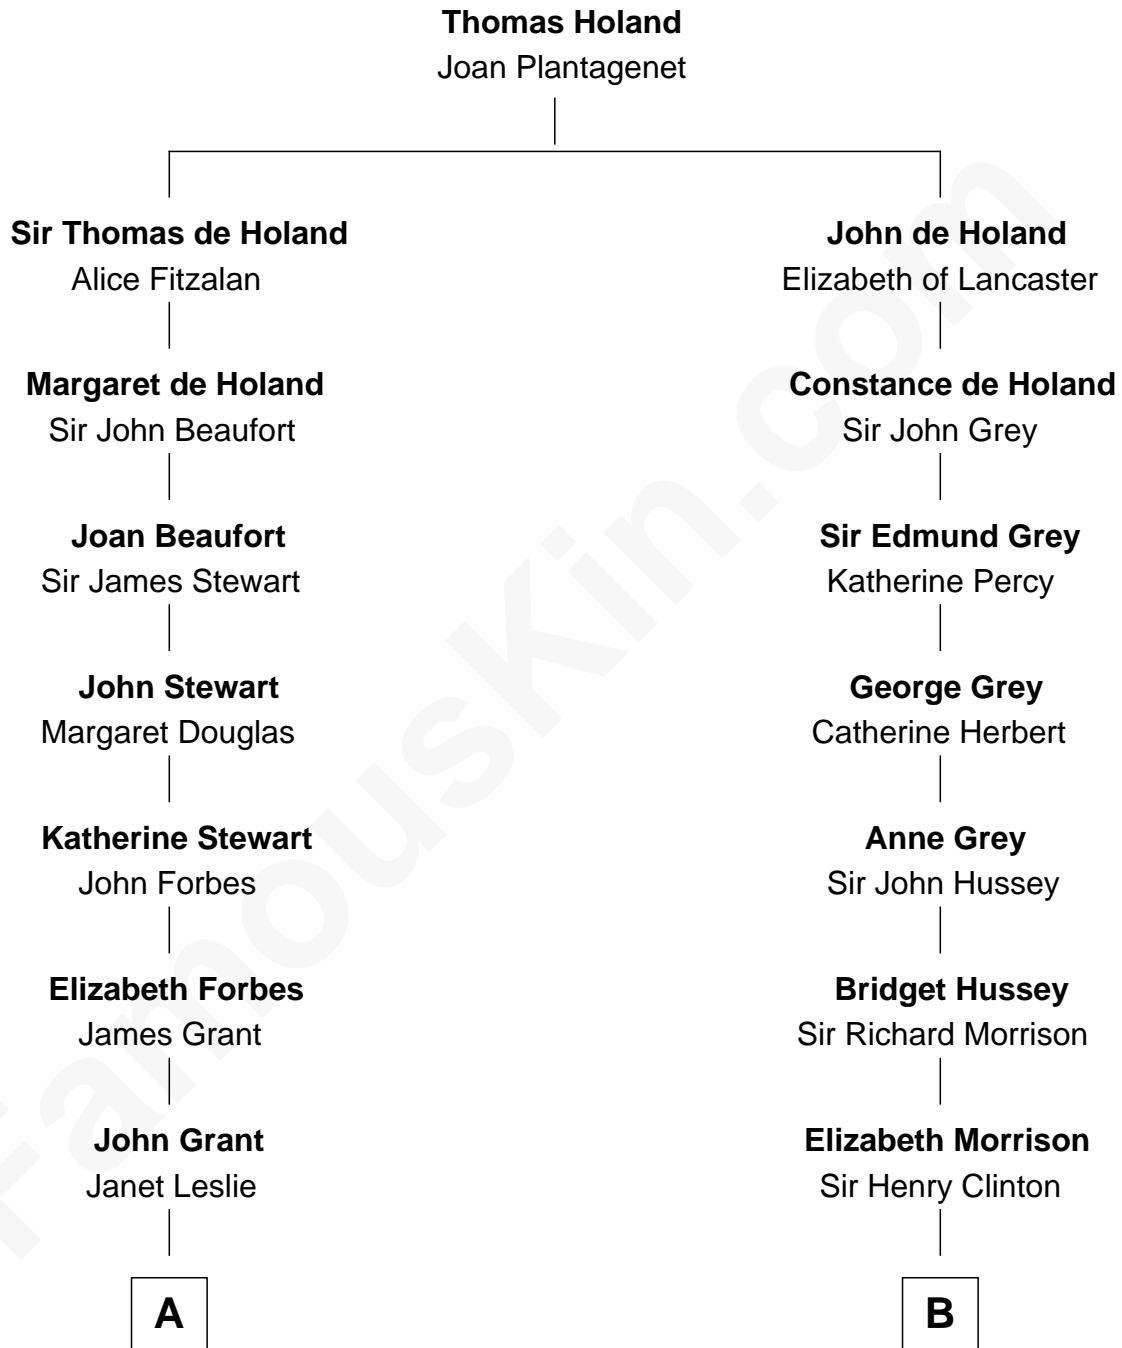 Thomas Holand
Joan Plantagenet
Sir Thomas de Holand
Alice Fitzalan
John de Holand
Elizabeth of Lancaster
Margaret de Holand
Sir John Beaufort
Constance de Holand
Sir John Grey
Joan Beaufort
Sir James Stewart
Sir Edmund Grey
Katherine Percy
John Stewart
Margaret Douglas
George Grey
Catherine Herbert
Katherine Stewart
John Forbes
Anne Grey
Sir John Hussey
Elizabeth Forbes
James Grant
Bridget Hussey
Sir Richard Morrison
John Grant
Janet Leslie
Elizabeth Morrison
Sir Henry Clinton
A
B
FamousKin.com